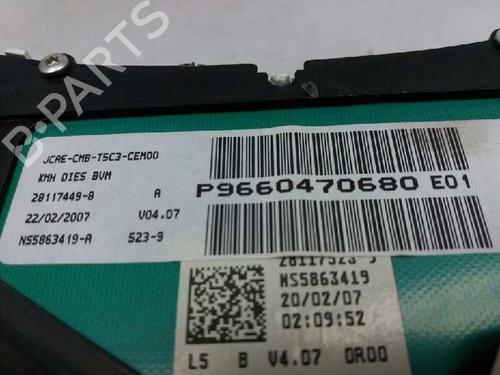 B-PARTS
JCAE-CMB-T5C3-CEM00
KMH DIES BVM
28117449-8 A
22/02/2007 V04.07
NS5863419-A 523-9
P9660470680 E01
28117523 J
NS5863419
20/02/07
02:09:52
L5 B V4.07 0R00